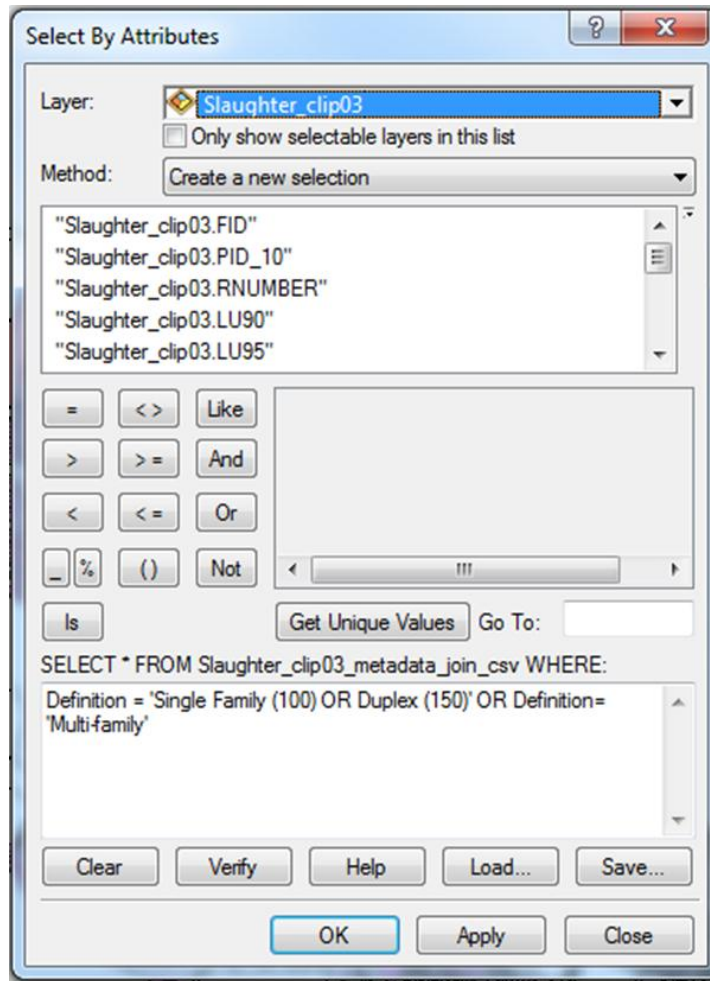 Select By Attributes
?
X
Layer: Slaughter_clip03
Only show selectable layers in this list
Method: Create a new selection
"Slaughter_clip03.FID"
"Slaughter_clip03.PID_10"
"Slaughter_clip03.RNUMBER"
"Slaughter_clip03.LU90"
"Slaughter_clip03.LU95"
= < > Like
> > = And
< < = Or
_ % ( ) Not
Is Get Unique Values Go To:
SELECT * FROM Slaughter_clip03_metadata_join_csv WHERE:
Definition = 'Single Family (100) OR Duplex (150)' OR Definition=
'Multi-family'
Clear Verify Help Load... Save...
OK Apply Close